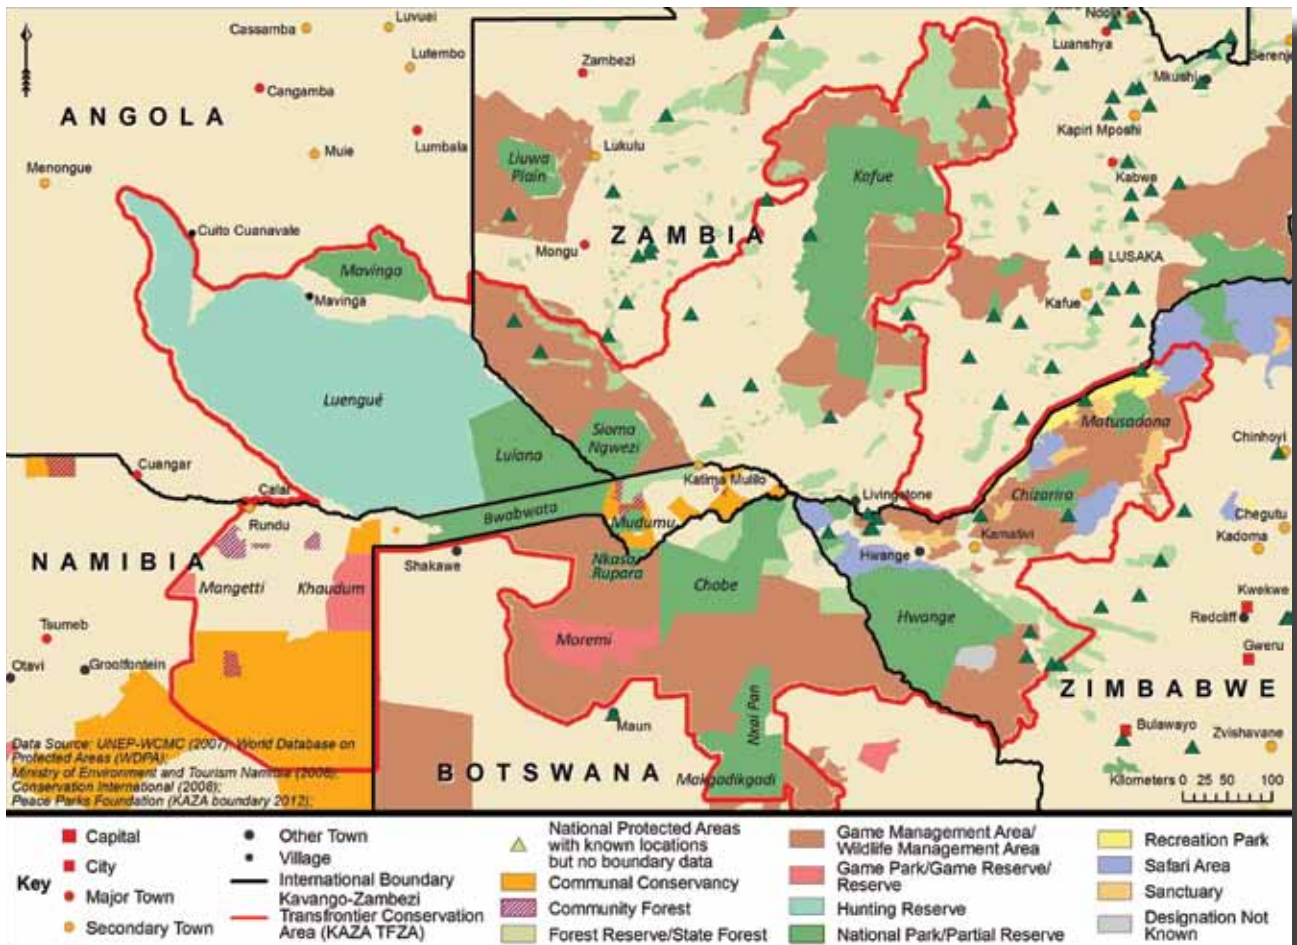 Cassamba
Luvuei
Lutembo
Cangamba
ANGOLA
Muie
Lumbala
Menongue
Zambezi
Lukulu
Liuwa
Plain
Mongu
ZAMBIA
Kafue
Ndola
Luanshya
Mkushi
Serenje
Kapiri Mposhi
Kabwe
LUSAKA
Kafue
Cuito Cuanavale
Mavinga
Mavinga
Luengué
Luiana
Sioma
Ngwezi
Matusadona
Chinhoyi
Cuangar
Calai
Rundu
Katima Mulilo
Bwabwata
Mudumu
Livingstone
Chizarira
Chegutu
Kadoma
NAMIBIA
Shakawe
Nkasa
Rupara
Hwange
Kamativi
Mangetti
Khaudum
Chobe
Hwange
Kwekwe
Redcliff
Gweru
Tsumeb
Otavi
Grootfontein
Moremi
ZIMBABWE
Nxai Pan
Maun
Bulawayo
Zvishavane
BOTSWANA
Makgadikgadi
Data Source: UNEP-WCMC (2007): World Database on
Protected Areas (WDPA);
Ministry of Environment and Tourism Namibia (2008);
Conservation International (2008);
Peace Parks Foundation (KAZA boundary 2012);
Kilometers 0 25 50 100
Key
Capital
City
Major Town
Secondary Town
Other Town
Village
International Boundary
Kavango-Zambezi
Transfrontier Conservation
Area (KAZA TFZA)
National Protected Areas
with known locations
but no boundary data
Communal Conservancy
Community Forest
Forest Reserve/State Forest
Game Management Area/
Wildlife Management Area
Game Park/Game Reserve/
Reserve
Hunting Reserve
National Park/Partial Reserve
Recreation Park
Safari Area
Sanctuary
Designation Not
Known